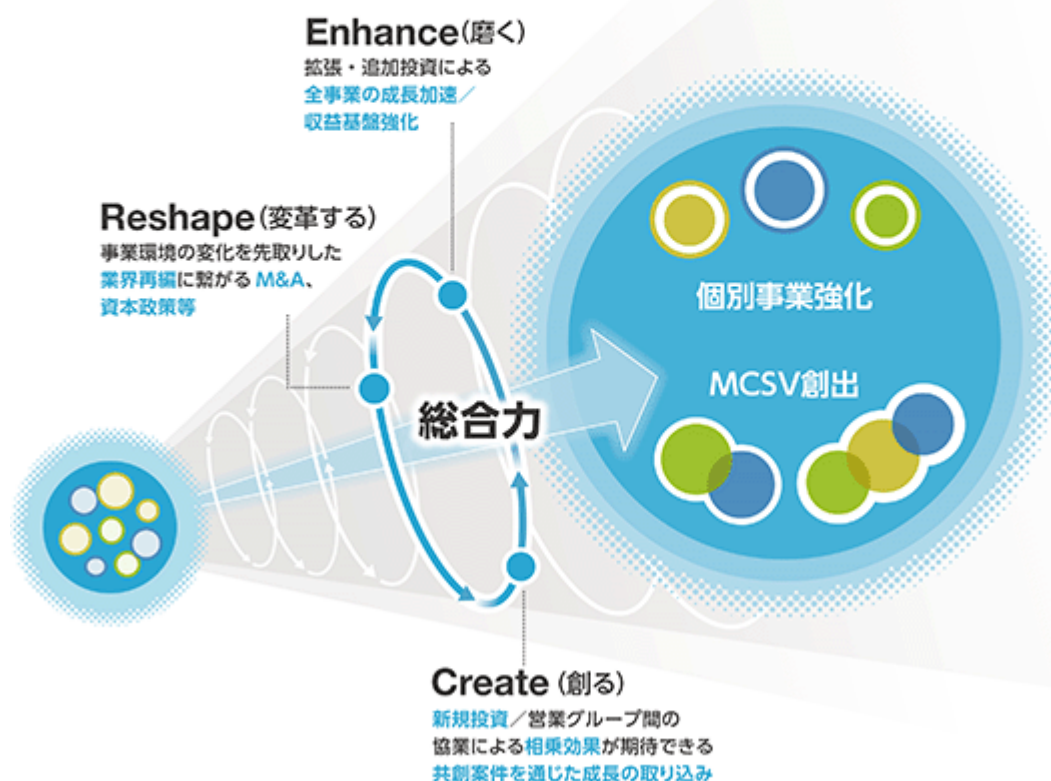 Enhance(磨く)
拡張・追加投資による
全事業の成長加速／
収益基盤強化
Reshape(変革する)
事業環境の変化を先取りした
業界再編に繋がる M&A、
資本政策等
個別事業強化
MCSV創出
総合力
Create (創る)
新規投資／営業グループ間の
協業による相乗効果が期待できる
共創案件を通じた成長の取り込み